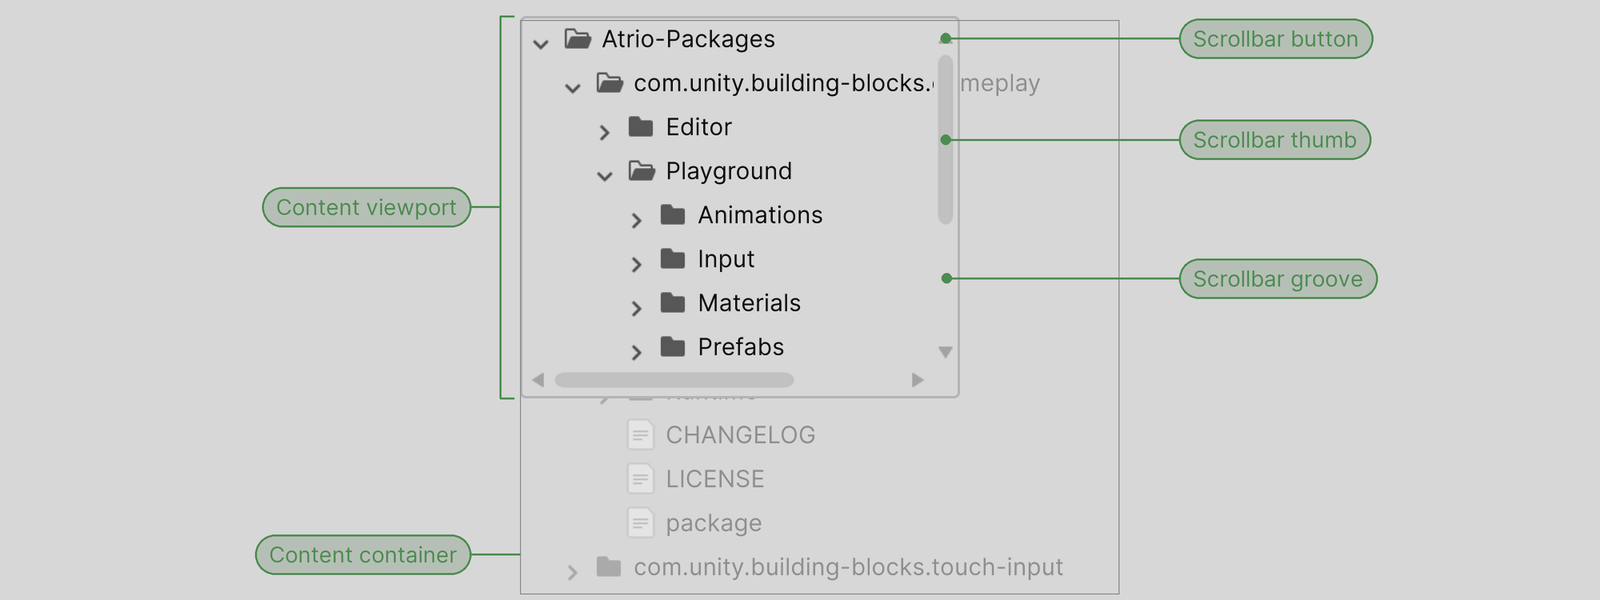 Atrio-Packages
Scrollbar button
com.unity.building-blocks.
meplay
Editor
Scrollbar thumb
Playground
Content viewport
Animations
Input
Scrollbar groove
Materials
Prefabs
CHANGELOG
LICENSE
package
Content container
com.unity.building-blocks.touch-input